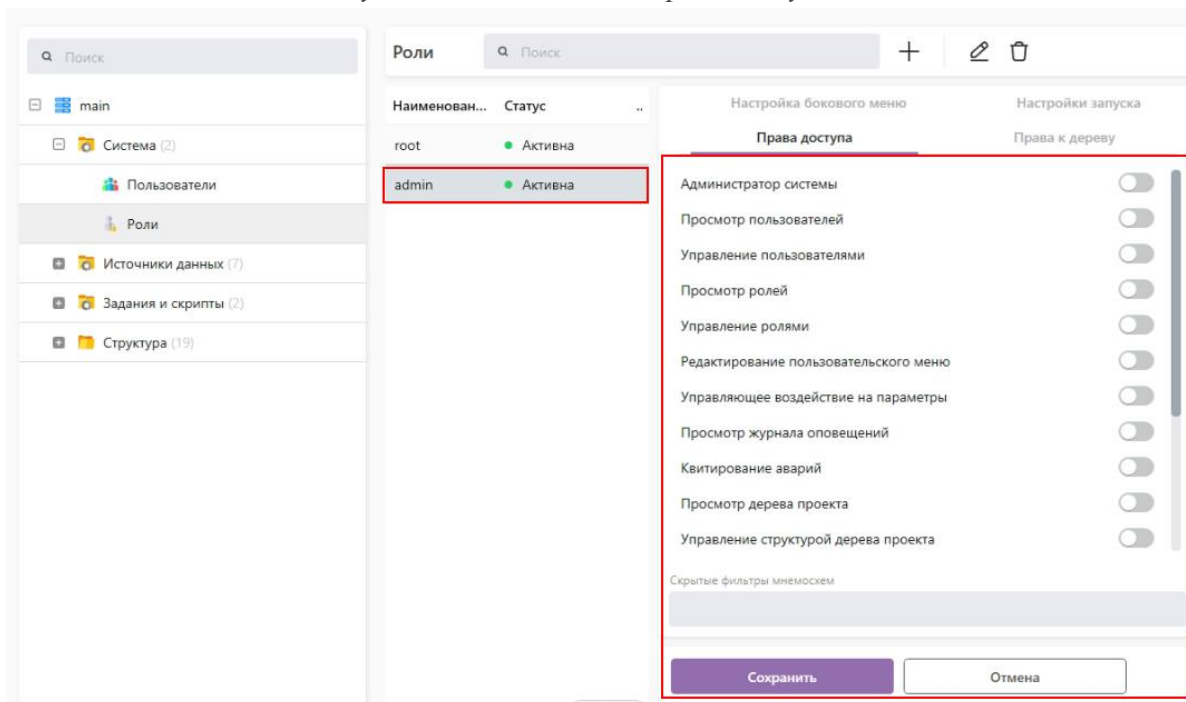 Поиск
main
Система (2)
Пользователи
Роли
Источники данных (7)
Задания и скрипты (2)
Структура (19)
Роли
Поиск
Наименован... Статус ..
root Активна
admin Активна
Настройка бокового меню Настройки запуска
Права доступа Права к дереву
Администратор системы
Просмотр пользователей
Управление пользователями
Просмотр ролей
Управление ролями
Редактирование пользовательского меню
Управляющее воздействие на параметры
Просмотр журнала оповещений
Квитирование аварий
Просмотр дерева проекта
Управление структурой дерева проекта
Скрытые фильтры мнемосхем
Сохранить Отмена